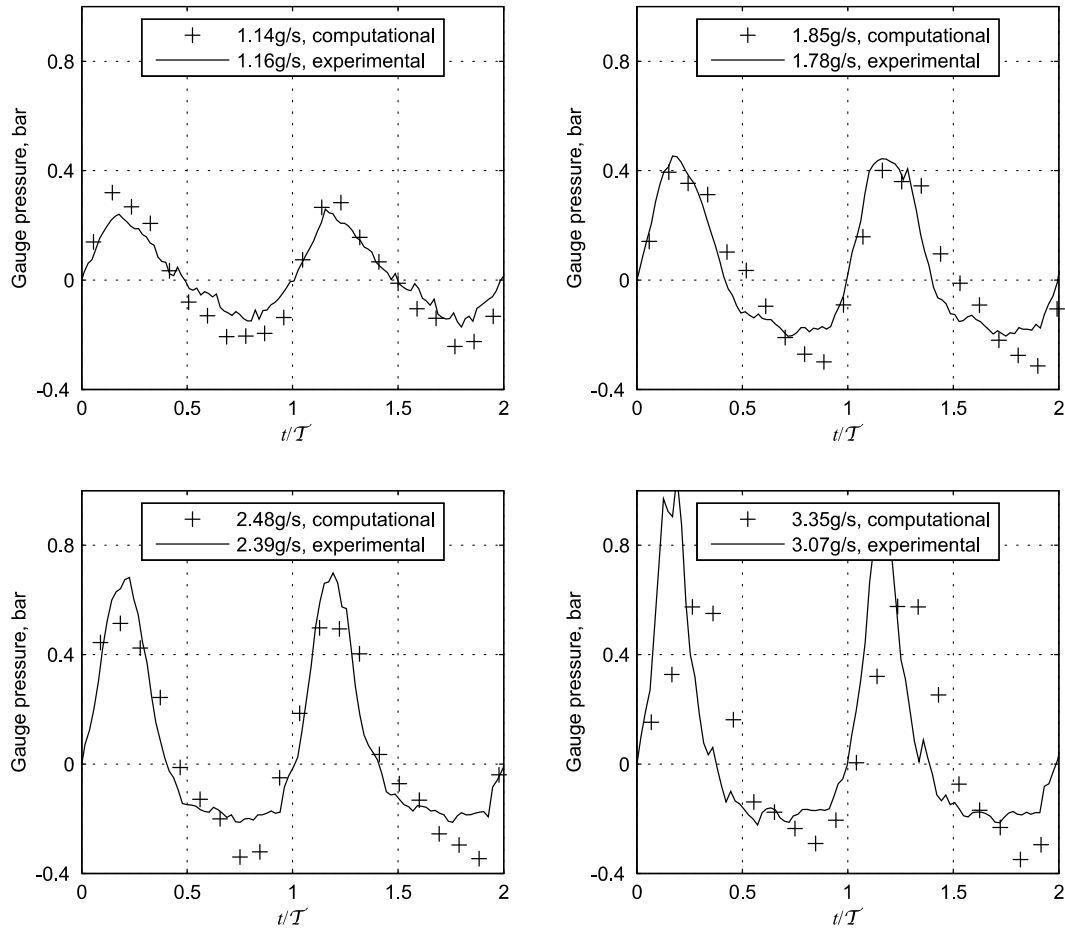 1.14g/s, computational
1.16g/s, experimental
Gauge pressure, bar
0.8
0.4
0
-0.4
0 0.5 1 1.5 2
t/𝒯
1.85g/s, computational
1.78g/s, experimental
Gauge pressure, bar
0.8
0.4
0
-0.4
0 0.5 1 1.5 2
t/𝒯
2.48g/s, computational
2.39g/s, experimental
Gauge pressure, bar
0.8
0.4
0
-0.4
0 0.5 1 1.5 2
t/𝒯
3.35g/s, computational
3.07g/s, experimental
Gauge pressure, bar
0.8
0.4
0
-0.4
0 0.5 1 1.5 2
t/𝒯